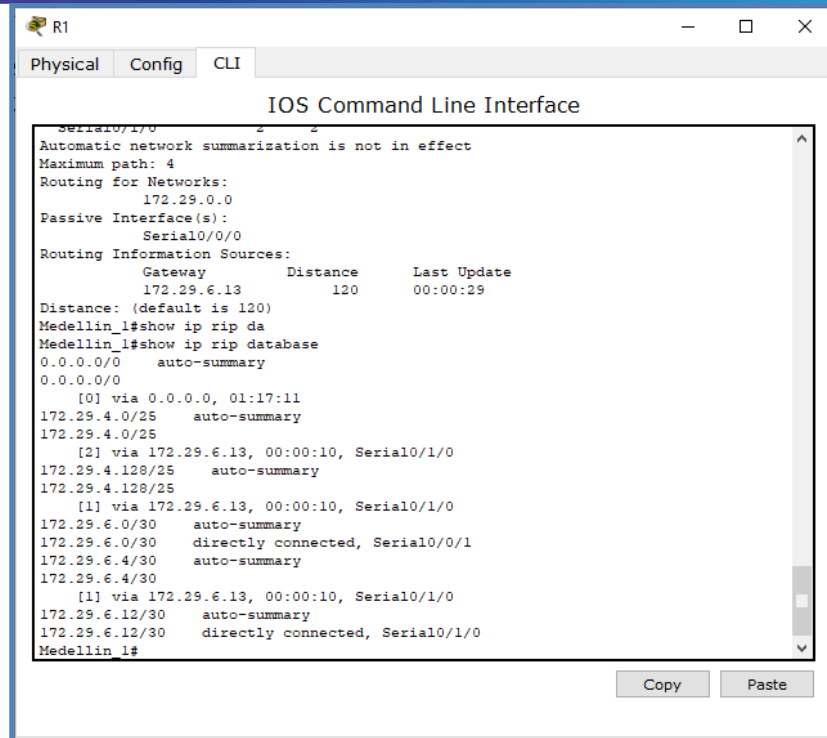 R1
Physical Config CLI
IOS Command Line Interface
Serial0/1/0 2 2
Automatic network summarization is not in effect
Maximum path: 4
Routing for Networks:
172.29.0.0
Passive Interface(s):
Serial0/0/0
Routing Information Sources:
Gateway Distance Last Update
172.29.6.13 120 00:00:29
Distance: (default is 120)
Medellin_1#show ip rip da
Medellin_1#show ip rip database
0.0.0.0/0 auto-summary
0.0.0.0/0
[0] via 0.0.0.0, 01:17:11
172.29.4.0/25 auto-summary
172.29.4.0/25
[2] via 172.29.6.13, 00:00:10, Serial0/1/0
172.29.4.128/25 auto-summary
172.29.4.128/25
[1] via 172.29.6.13, 00:00:10, Serial0/1/0
172.29.6.0/30 auto-summary
172.29.6.0/30 directly connected, Serial0/0/1
172.29.6.4/30 auto-summary
172.29.6.4/30
[1] via 172.29.6.13, 00:00:10, Serial0/1/0
172.29.6.12/30 auto-summary
172.29.6.12/30 directly connected, Serial0/1/0
Medellin_1#
Copy Paste